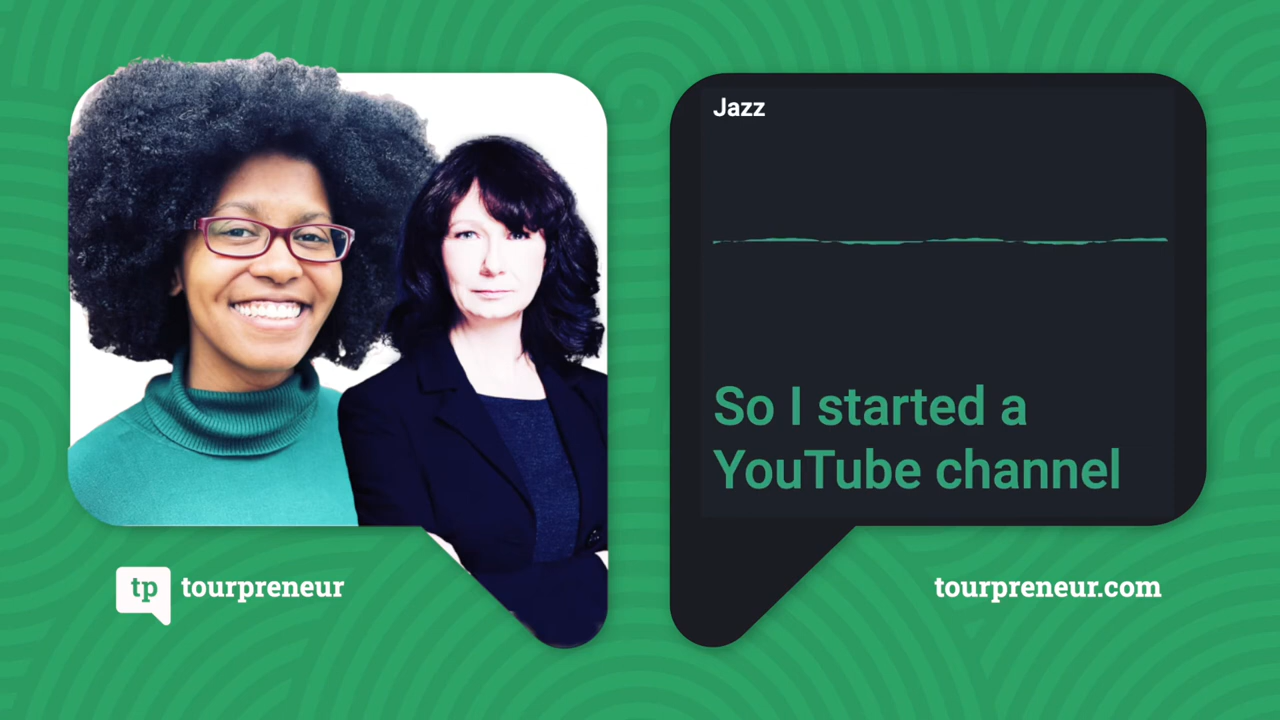 Jazz
So I started a
YouTube channel
tp tourpreneur
tourpreneur.com